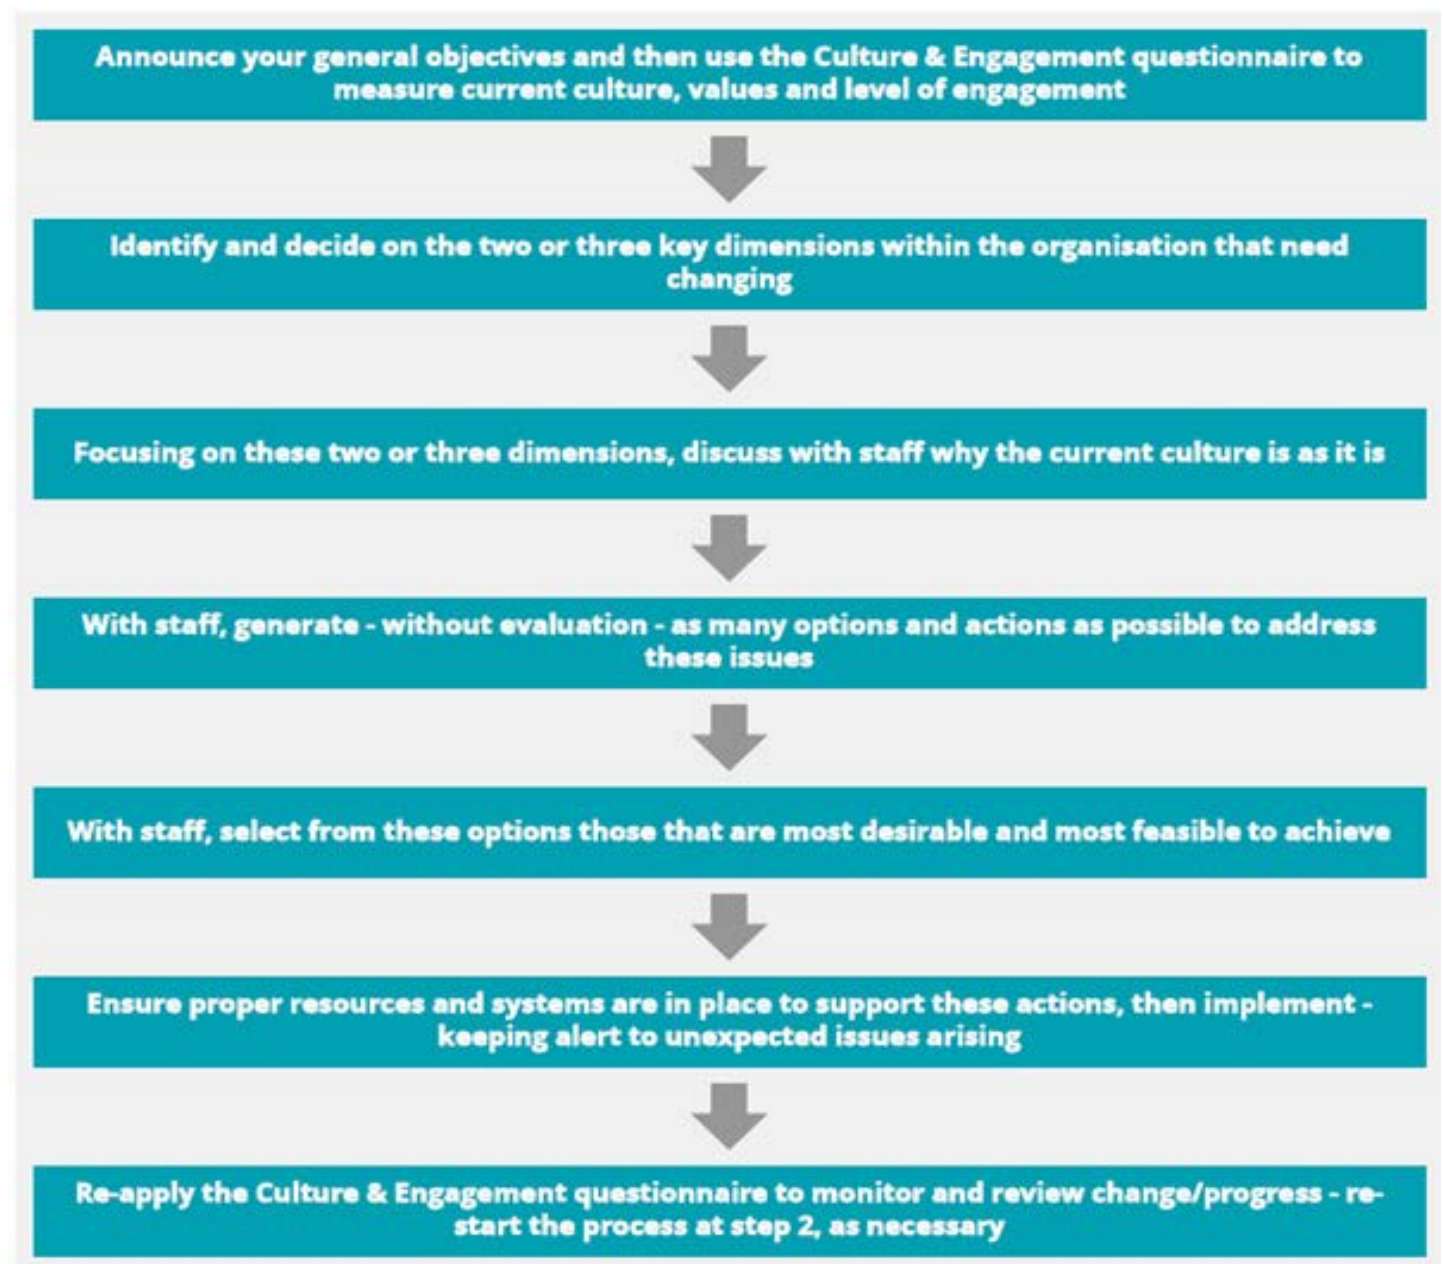 Announce your general objectives and then use the Culture & Engagement questionnaire to
measure current culture, values and level of engagement
Identify and decide on the two or three key dimensions within the organisation that need
changing
Focusing on these two or three dimensions, discuss with staff why the current culture is as it is
With staff, generate - without evaluation - as many options and actions as possible to address
these issues
With staff, select from these options those that are most desirable and most feasible to achieve
Ensure proper resources and systems are in place to support these actions, then implement -
keeping alert to unexpected issues arising
Re-apply the Culture & Engagement questionnaire to monitor and review change/progress - re-
start the process at step 2, as necessary